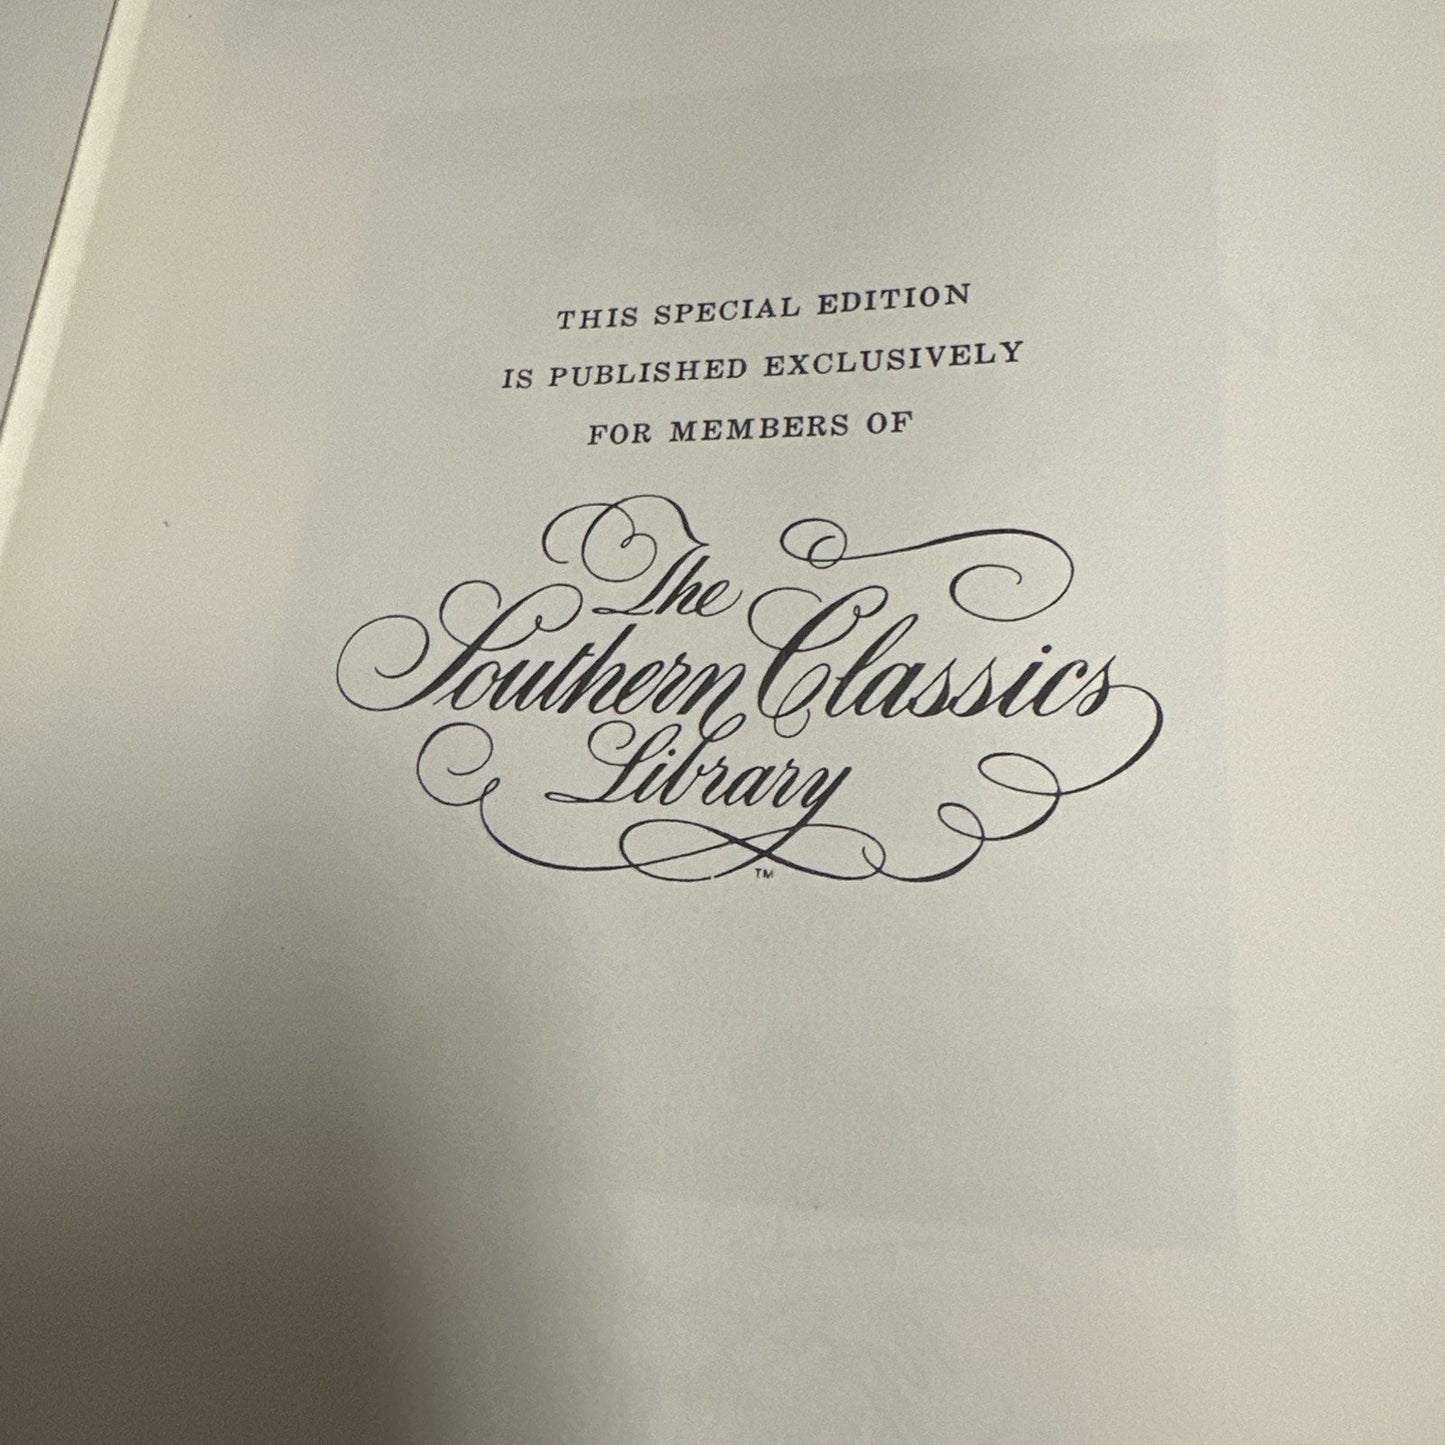 THIS SPECIAL EDITION
IS PUBLISHED EXCLUSIVELY
FOR MEMBERS OF
The
Southern Classics
Library
TM